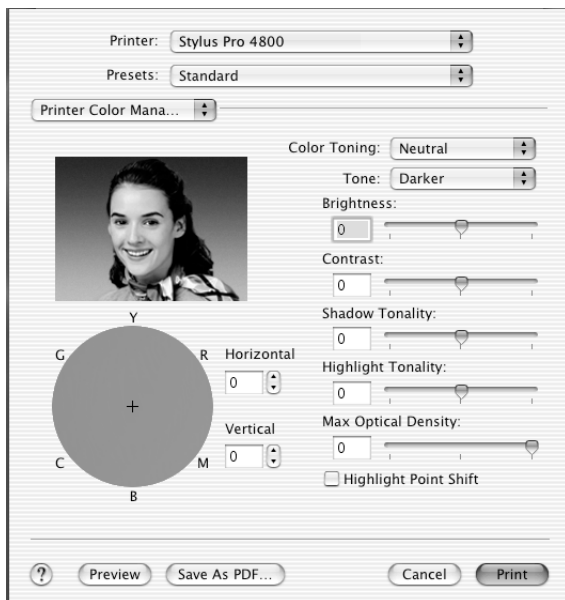 Printer: Stylus Pro 4800
Presets: Standard
Printer Color Mana...
Color Toning: Neutral
Tone: Darker
Brightness:
0
Contrast:
0
Shadow Tonality:
0
Highlight Tonality:
0
Max Optical Density:
0
Highlight Point Shift
Y
G R
C M
B
Horizontal
0
Vertical
0
? Preview Save As PDF... Cancel Print